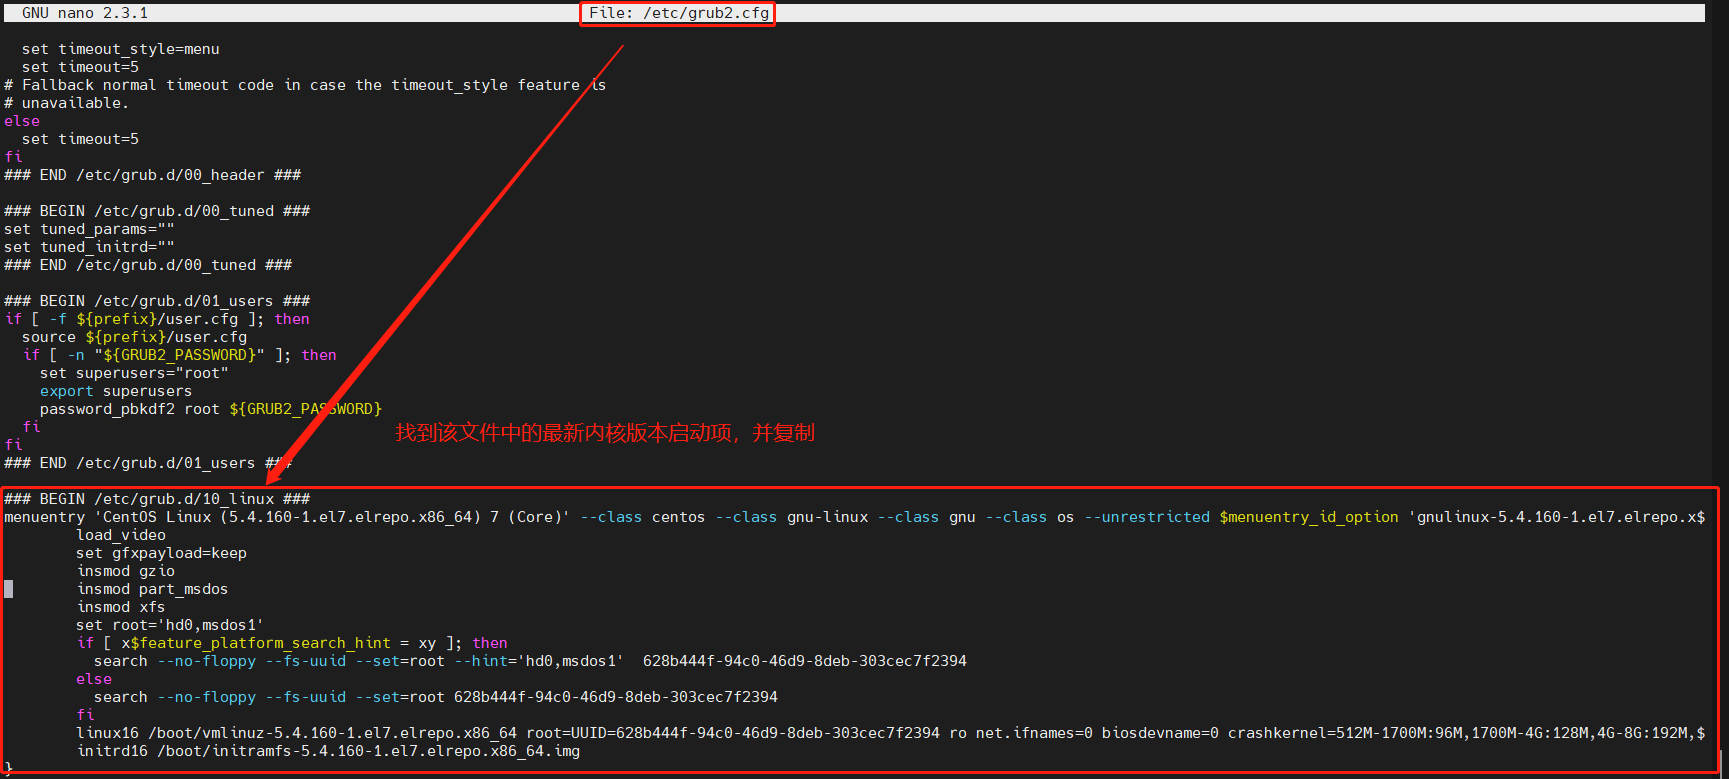 GNU nano 2.3.1 File: /etc/grub2.cfg
set timeout_style=menu
set timeout=5
# Fallback normal timeout code in case the timeout_style feature is
# unavailable.
else
set timeout=5
fi
### END /etc/grub.d/00_header ###
### BEGIN /etc/grub.d/00_tuned ###
set tuned_params=""
set tuned_initrd=""
### END /etc/grub.d/00_tuned ###
### BEGIN /etc/grub.d/01_users ###
if [ -f ${prefix}/user.cfg ]; then
source ${prefix}/user.cfg
if [ -n "${GRUB2_PASSWORD}" ]; then
set superusers="root"
export superusers
password_pbkdf2 root ${GRUB2_PASSWORD}
fi
找到该文件中的最新内核版本启动项，并复制
fi
### END /etc/grub.d/01_users ###
### BEGIN /etc/grub.d/10_linux ###
menuentry 'CentOS Linux (5.4.160-1.el7.elrepo.x86_64) 7 (Core)' --class centos --class gnu-linux --class gnu --class os --unrestricted $menuentry_id_option 'gnulinux-5.4.160-1.el7.elrepo.x$
load_video
set gfxpayload=keep
insmod gzio
insmod part_msdos
insmod xfs
set root='hd0,msdos1'
if [ x$feature_platform_search_hint = xy ]; then
search --no-floppy --fs-uuid --set=root --hint='hd0,msdos1'  628b444f-94c0-46d9-8deb-303cec7f2394
else
search --no-floppy --fs-uuid --set=root 628b444f-94c0-46d9-8deb-303cec7f2394
fi
linux16 /boot/vmlinuz-5.4.160-1.el7.elrepo.x86_64 root=UUID=628b444f-94c0-46d9-8deb-303cec7f2394 ro net.ifnames=0 biosdevname=0 crashkernel=512M-1700M:96M,1700M-4G:128M,4G-8G:192M,$
initrd16 /boot/initramfs-5.4.160-1.el7.elrepo.x86_64.img
}